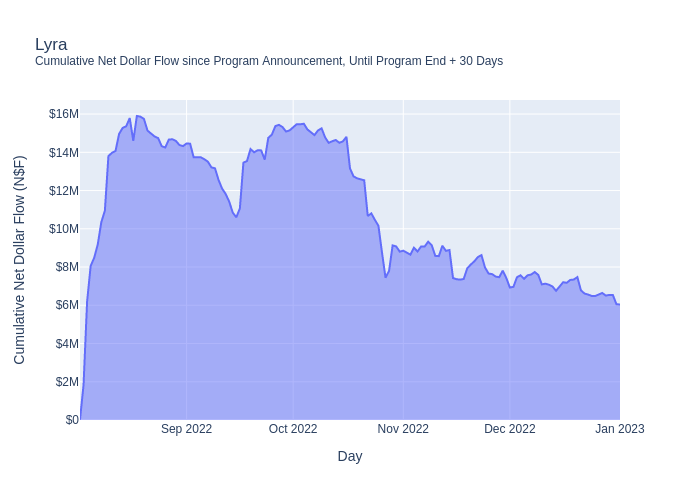 Lyra
Cumulative Net Dollar Flow since Program Announcement, Until Program End + 30 Days
Cumulative Net Dollar Flow (N$F)
$16M
$14M
$12M
$10M
$8M
$6M
$4M
$2M
$0
Sep 2022 Oct 2022 Nov 2022 Dec 2022 Jan 2023
Day